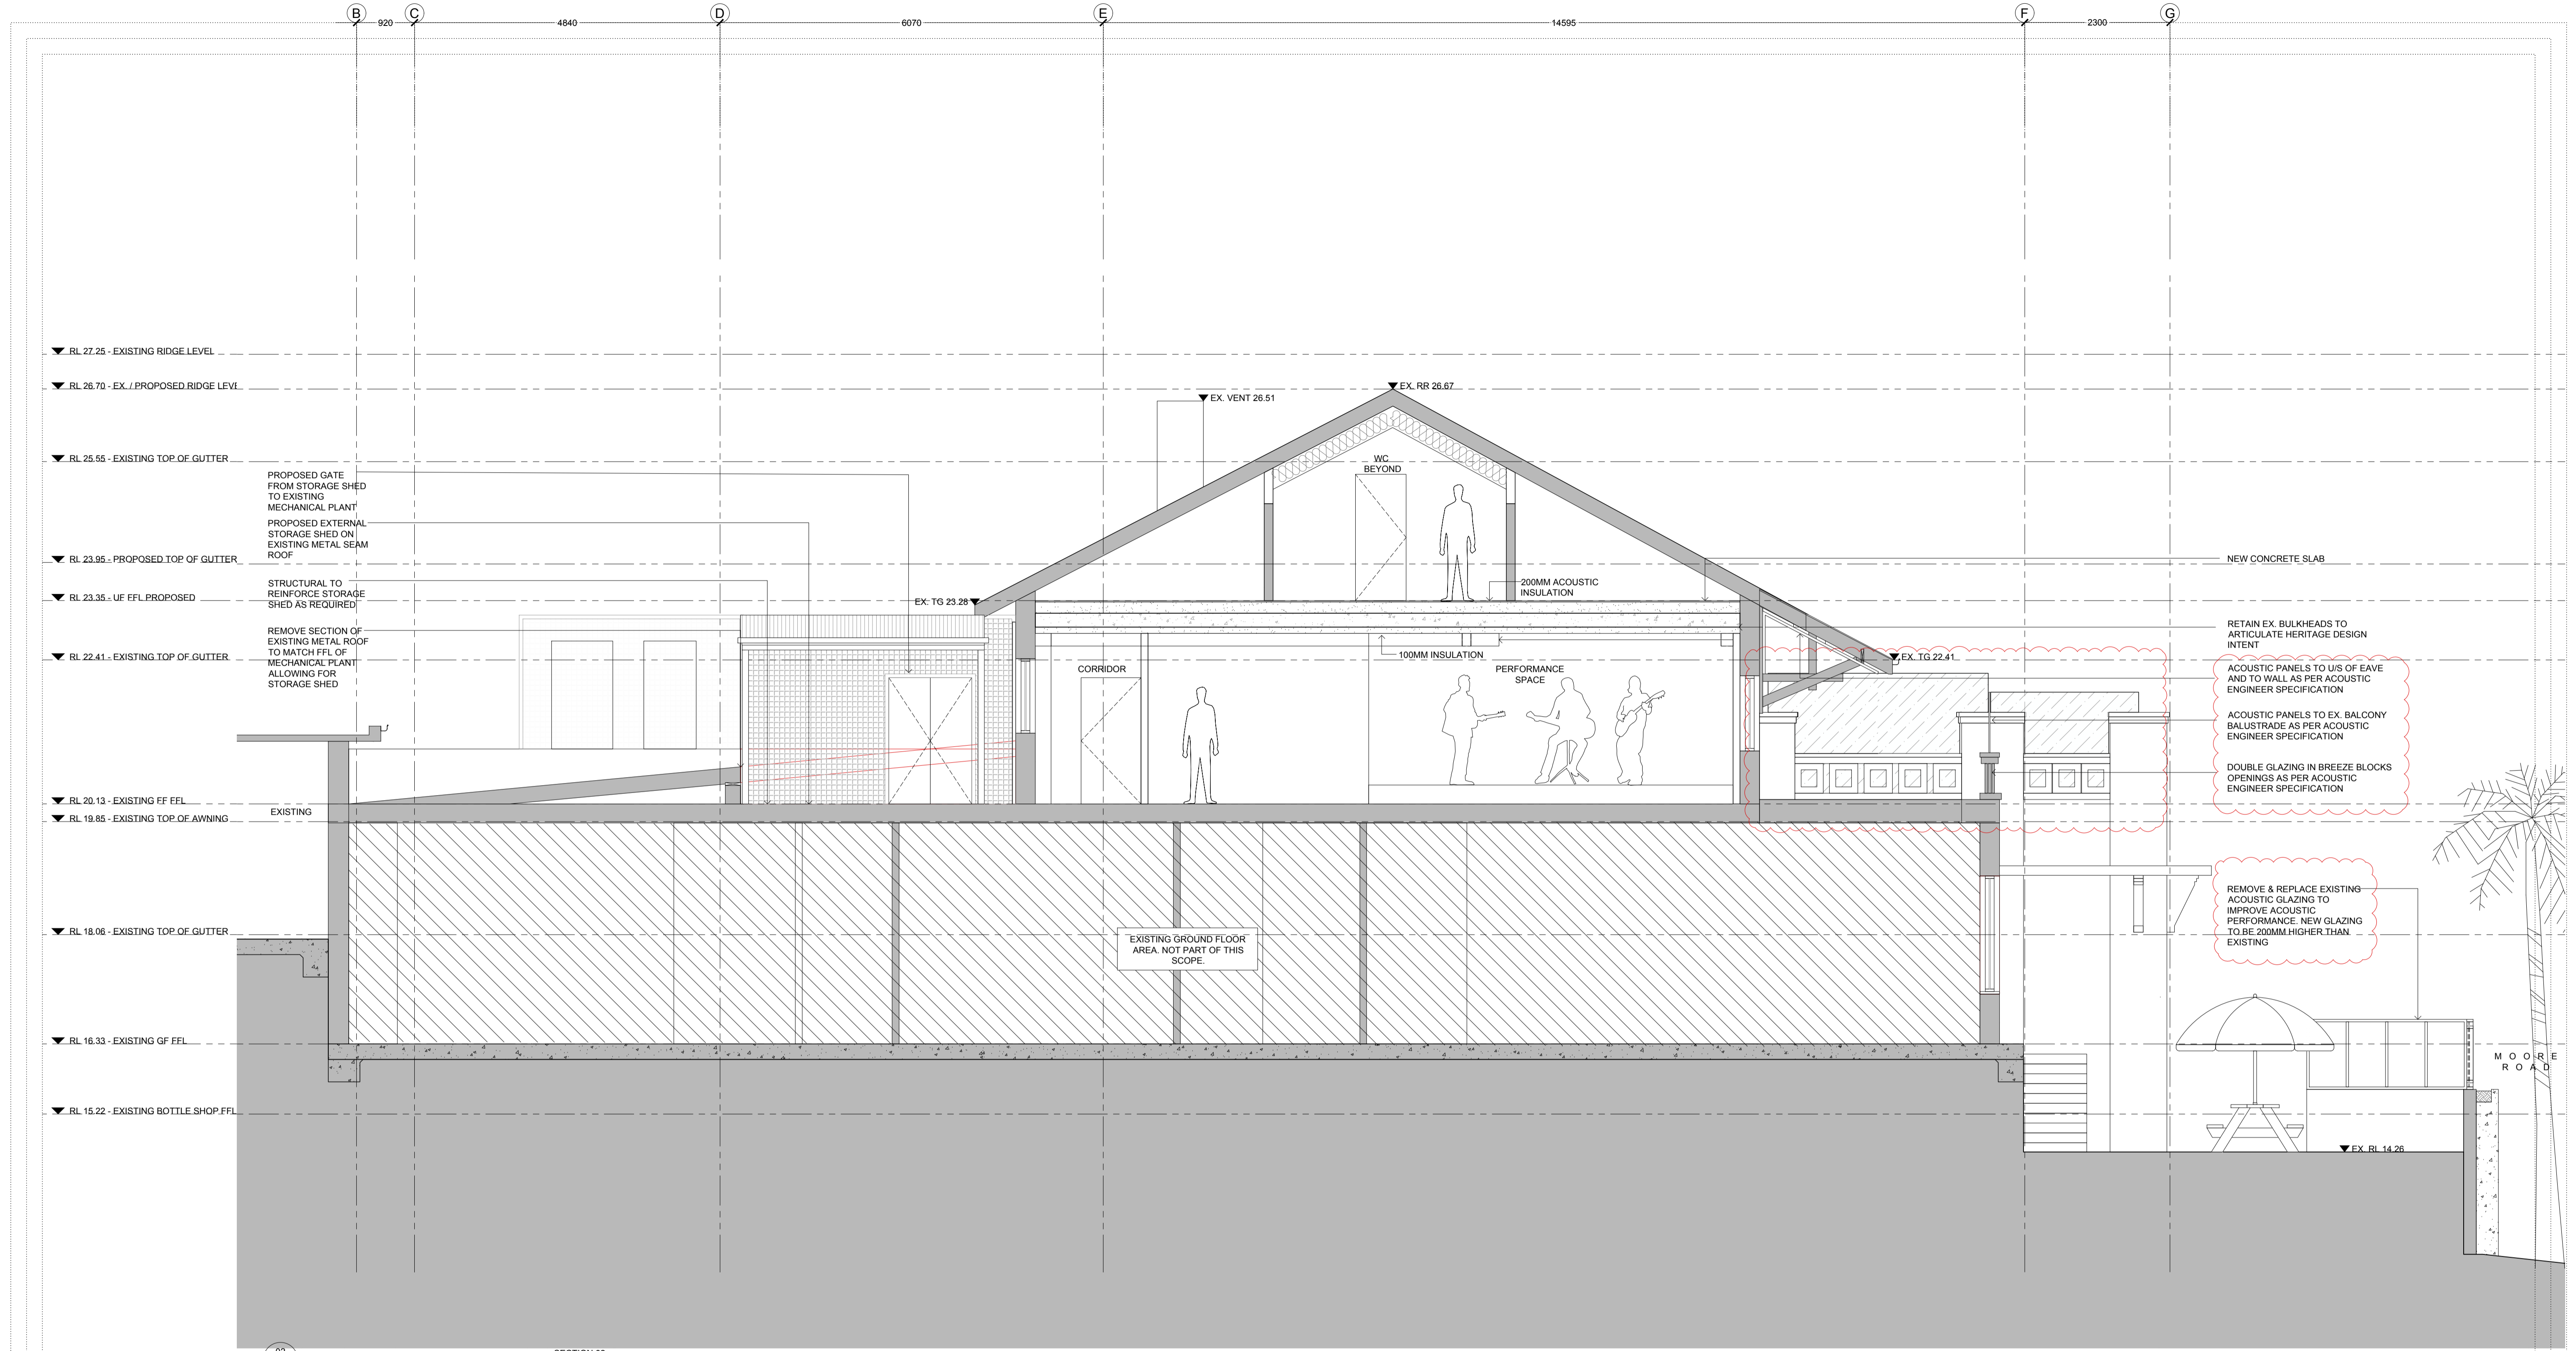 B 920 C 4840 D 6070 E 14595 F 2300 G
RL 27.25 - EXISTING RIDGE LEVEL
RL 26.70 - EX. / PROPOSED RIDGE LEVE
EX. RR 26.67
EX. VENT 26.51
RL 25.55 - EXISTING TOP OF GUTTER
WC
BEYOND
PROPOSED GATE
FROM STORAGE SHED
TO EXISTING
MECHANICAL PLANT
PROPOSED EXTERNAL
STORAGE SHED ON
EXISTING METAL SEAM
ROOF
RL 23.95 - PROPOSED TOP OF GUTTER
NEW CONCRETE SLAB
STRUCTURAL TO
REINFORCE STORAGE
SHED AS REQUIRED
200MM ACOUSTIC
INSULATION
RL 23.35 - UF FFL PROPOSED
EX. TG 23.28
REMOVE SECTION OF
EXISTING METAL ROOF
TO MATCH FFL OF
MECHANICAL PLANT
ALLOWING FOR
STORAGE SHED
RETAIN EX. BULKHEADS TO
ARTICULATE HERITAGE DESIGN
INTENT
RL 22.41 - EXISTING TOP OF GUTTER
100MM INSULATION
EX. TG 22.41
CORRIDOR
PERFORMANCE
SPACE
ACOUSTIC PANELS TO U/S OF EAVE
AND TO WALL AS PER ACOUSTIC
ENGINEER SPECIFICATION
ACOUSTIC PANELS TO EX. BALCONY
BALUSTRADE AS PER ACOUSTIC
ENGINEER SPECIFICATION
DOUBLE GLAZING IN BREEZE BLOCKS
OPENINGS AS PER ACOUSTIC
ENGINEER SPECIFICATION
RL 20.13 - EXISTING FF FFL
EXISTING
RL 19.85 - EXISTING TOP OF AWNING
REMOVE & REPLACE EXISTING
ACOUSTIC GLAZING TO
IMPROVE ACOUSTIC
PERFORMANCE. NEW GLAZING
TO BE 200MM HIGHER THAN
EXISTING
RL 18.06 - EXISTING TOP OF GUTTER
EXISTING GROUND FLOOR
AREA. NOT PART OF THIS
SCOPE.
RL 16.33 - EXISTING GF FFL
MOORE
ROAD
RL 15.22 - EXISTING BOTTLE SHOP FFL
EX. RL 14.26